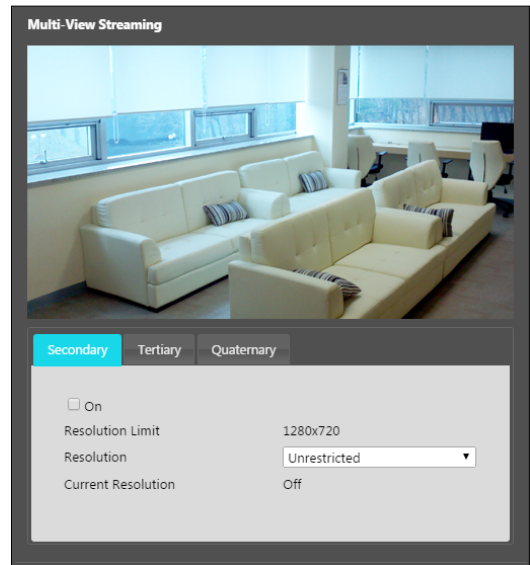 Multi-View Streaming
Secondary Tertiary Quaternary
On
Resolution Limit 1280x720
Resolution Unrestricted
Current Resolution Off